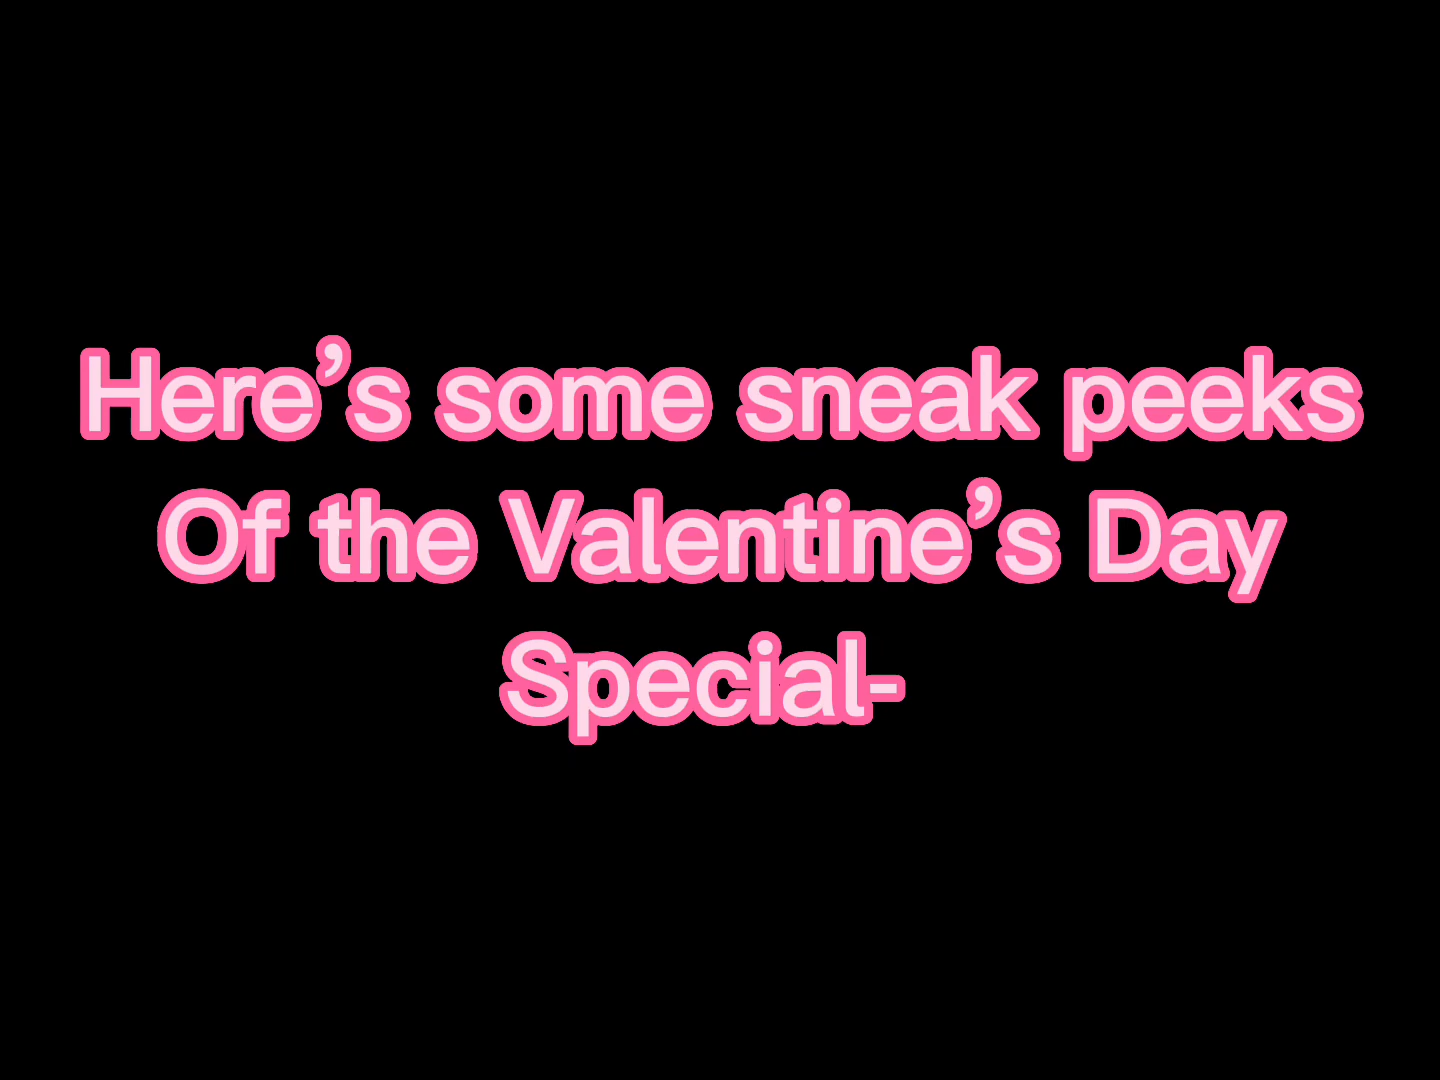 Here’s some sneak peeks
Of the Valentine’s Day
Special-